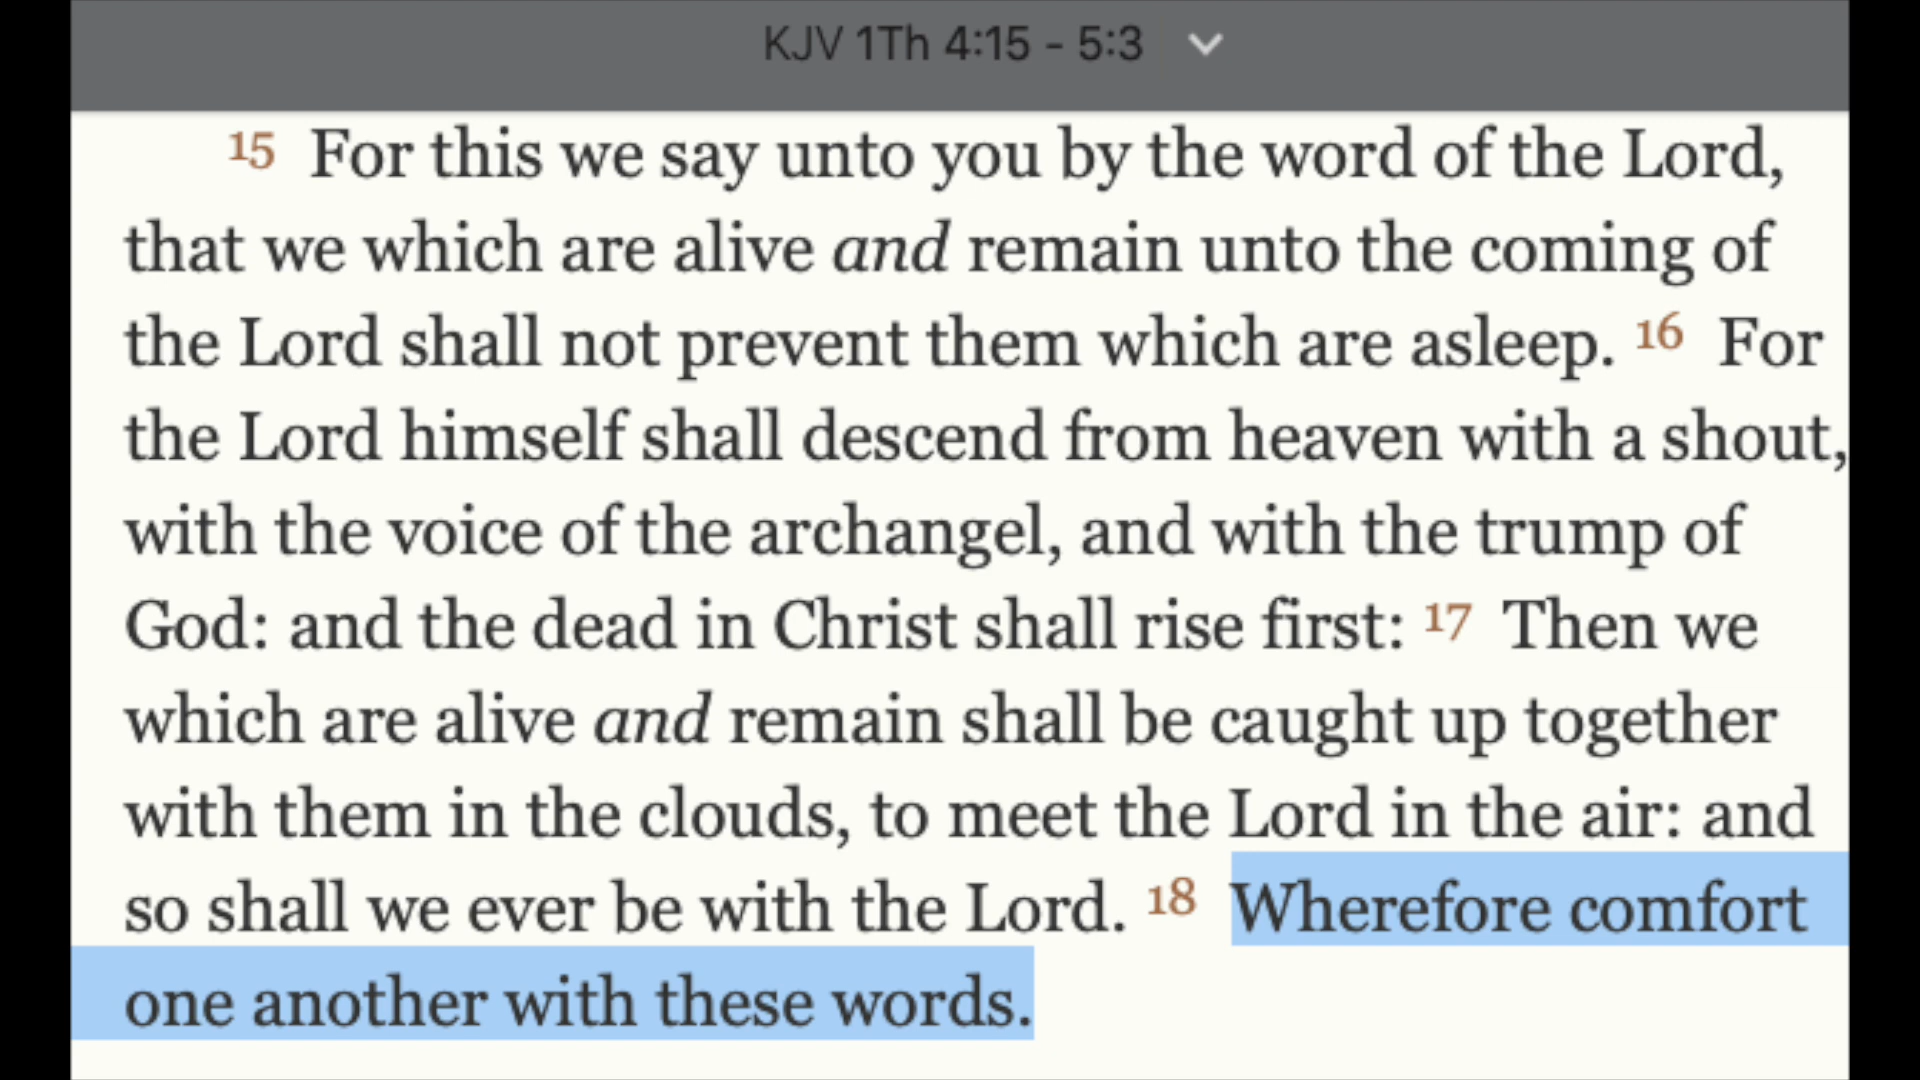 KJV 1Th 4:15 - 5:3
15 For this we say unto you by the word of the Lord,
that we which are alive and remain unto the coming of
the Lord shall not prevent them which are asleep. 16 For
the Lord himself shall descend from heaven with a shout,
with the voice of the archangel, and with the trump of
God: and the dead in Christ shall rise first: 17 Then we
which are alive and remain shall be caught up together
with them in the clouds, to meet the Lord in the air: and
so shall we ever be with the Lord. 18 Wherefore comfort
one another with these words.